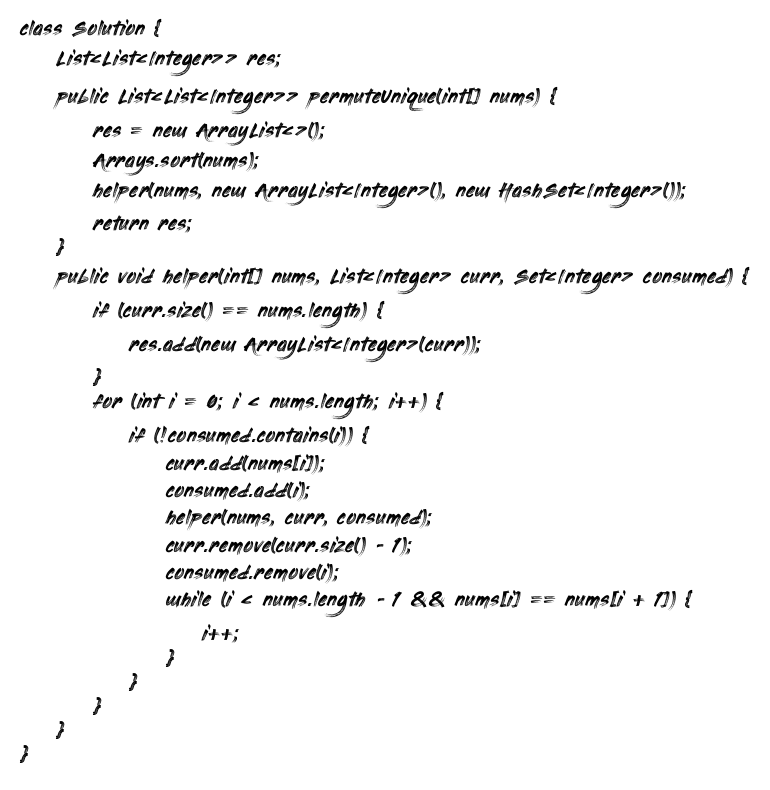 class Solution {
    List<List<Integer>> res;
    public List<List<Integer>> permuteUnique(int[] nums) {
        res = new ArrayList<>();
        Arrays.sort(nums);
        helper(nums, new ArrayList<Integer>(), new HashSet<Integer>());
        return res;
    }
    public void helper(int[] nums, List<Integer> curr, Set<Integer> consumed) {
        if (curr.size() == nums.length) {
            res.add(new ArrayList<Integer>(curr));
        }
        for (int i = 0; i < nums.length; i++) {
            if (!consumed.contains(i)) {
                curr.add(nums[i]);
                consumed.add(i);
                helper(nums, curr, consumed);
                curr.remove(curr.size() - 1);
                consumed.remove(i);
                while (i < nums.length - 1 && nums[i] == nums[i + 1]) {
                    i++;
                }
            }
        }
    }
}